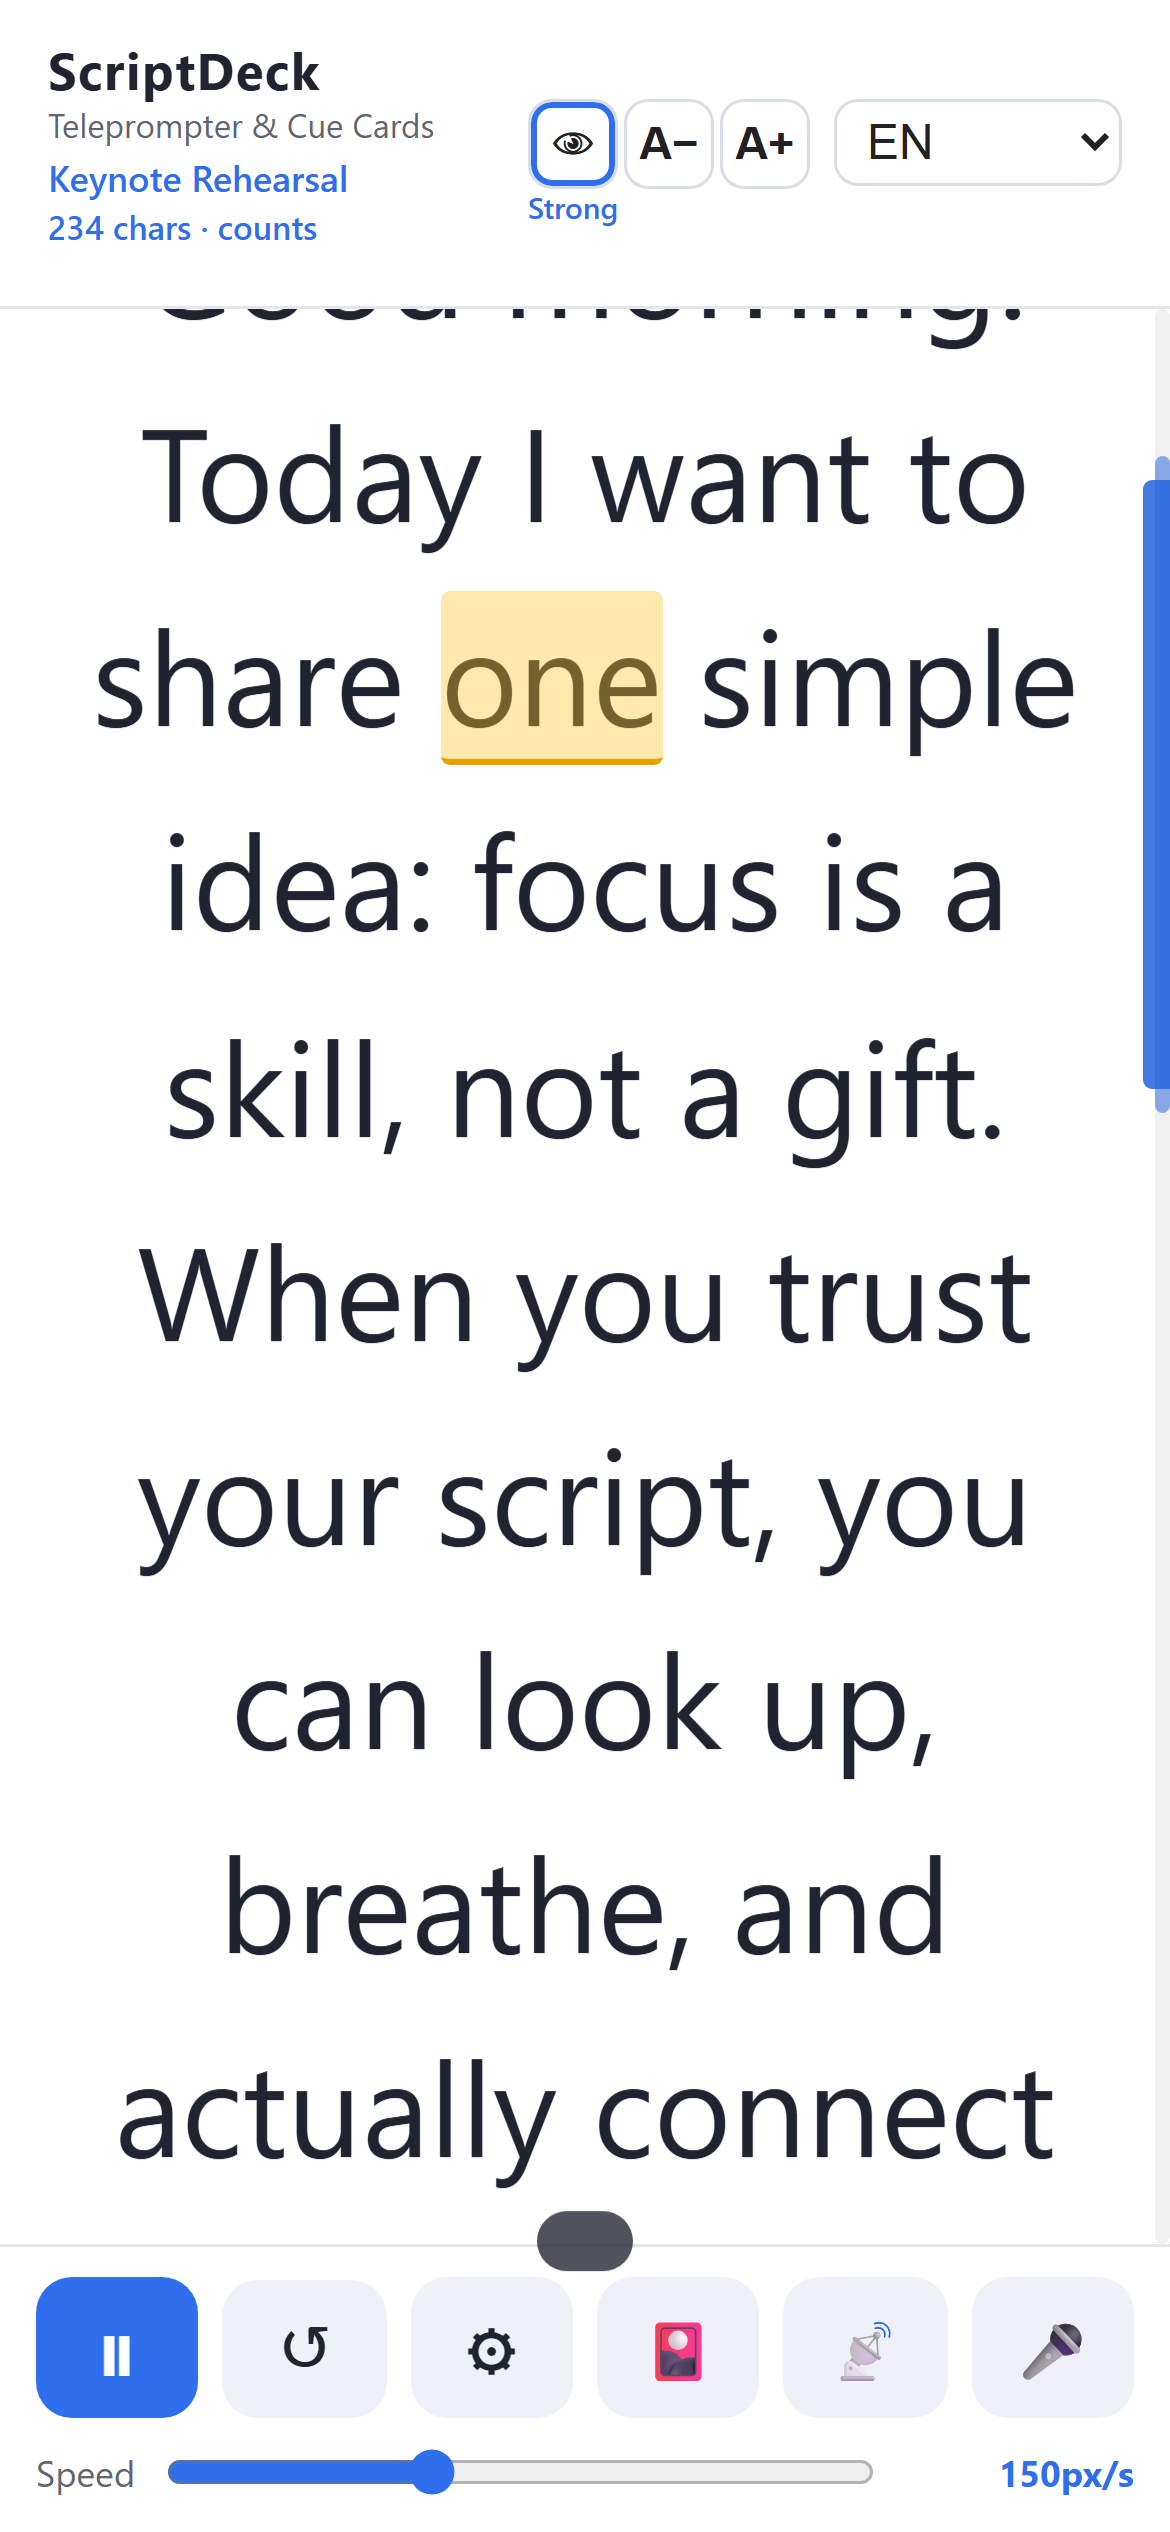 ScriptDeck
Teleprompter & Cue Cards
Keynote Rehearsal
234 chars · counts
Strong
A−
A+
EN
Good morning.
Today I want to
share one simple
idea: focus is a
skill, not a gift.
When you trust
your script, you
can look up,
breathe, and
actually connect
Speed
150px/s